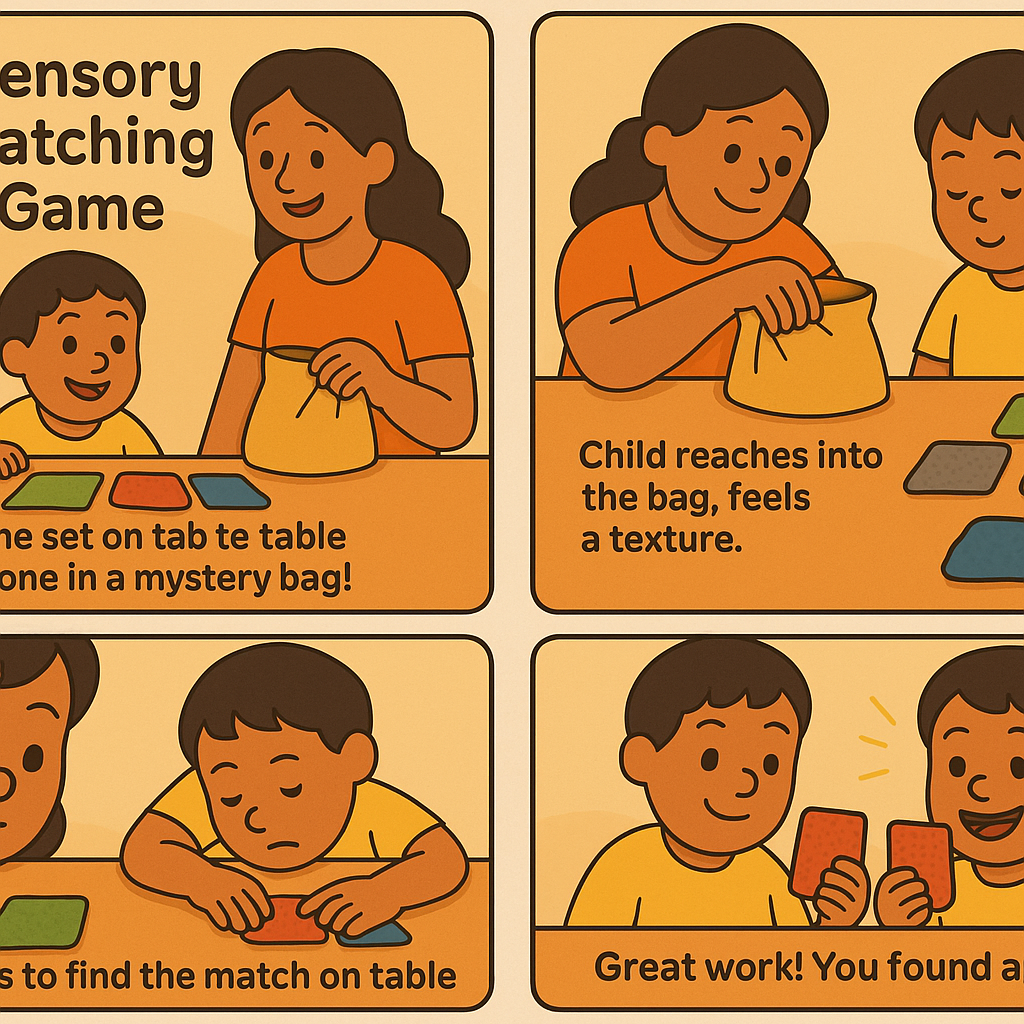 ensory
atching
Game
ne set on tab te table
one in a mystery bag!
Child reaches into
the bag, feels
a texture.
s to find the match on table
Great work! You found a